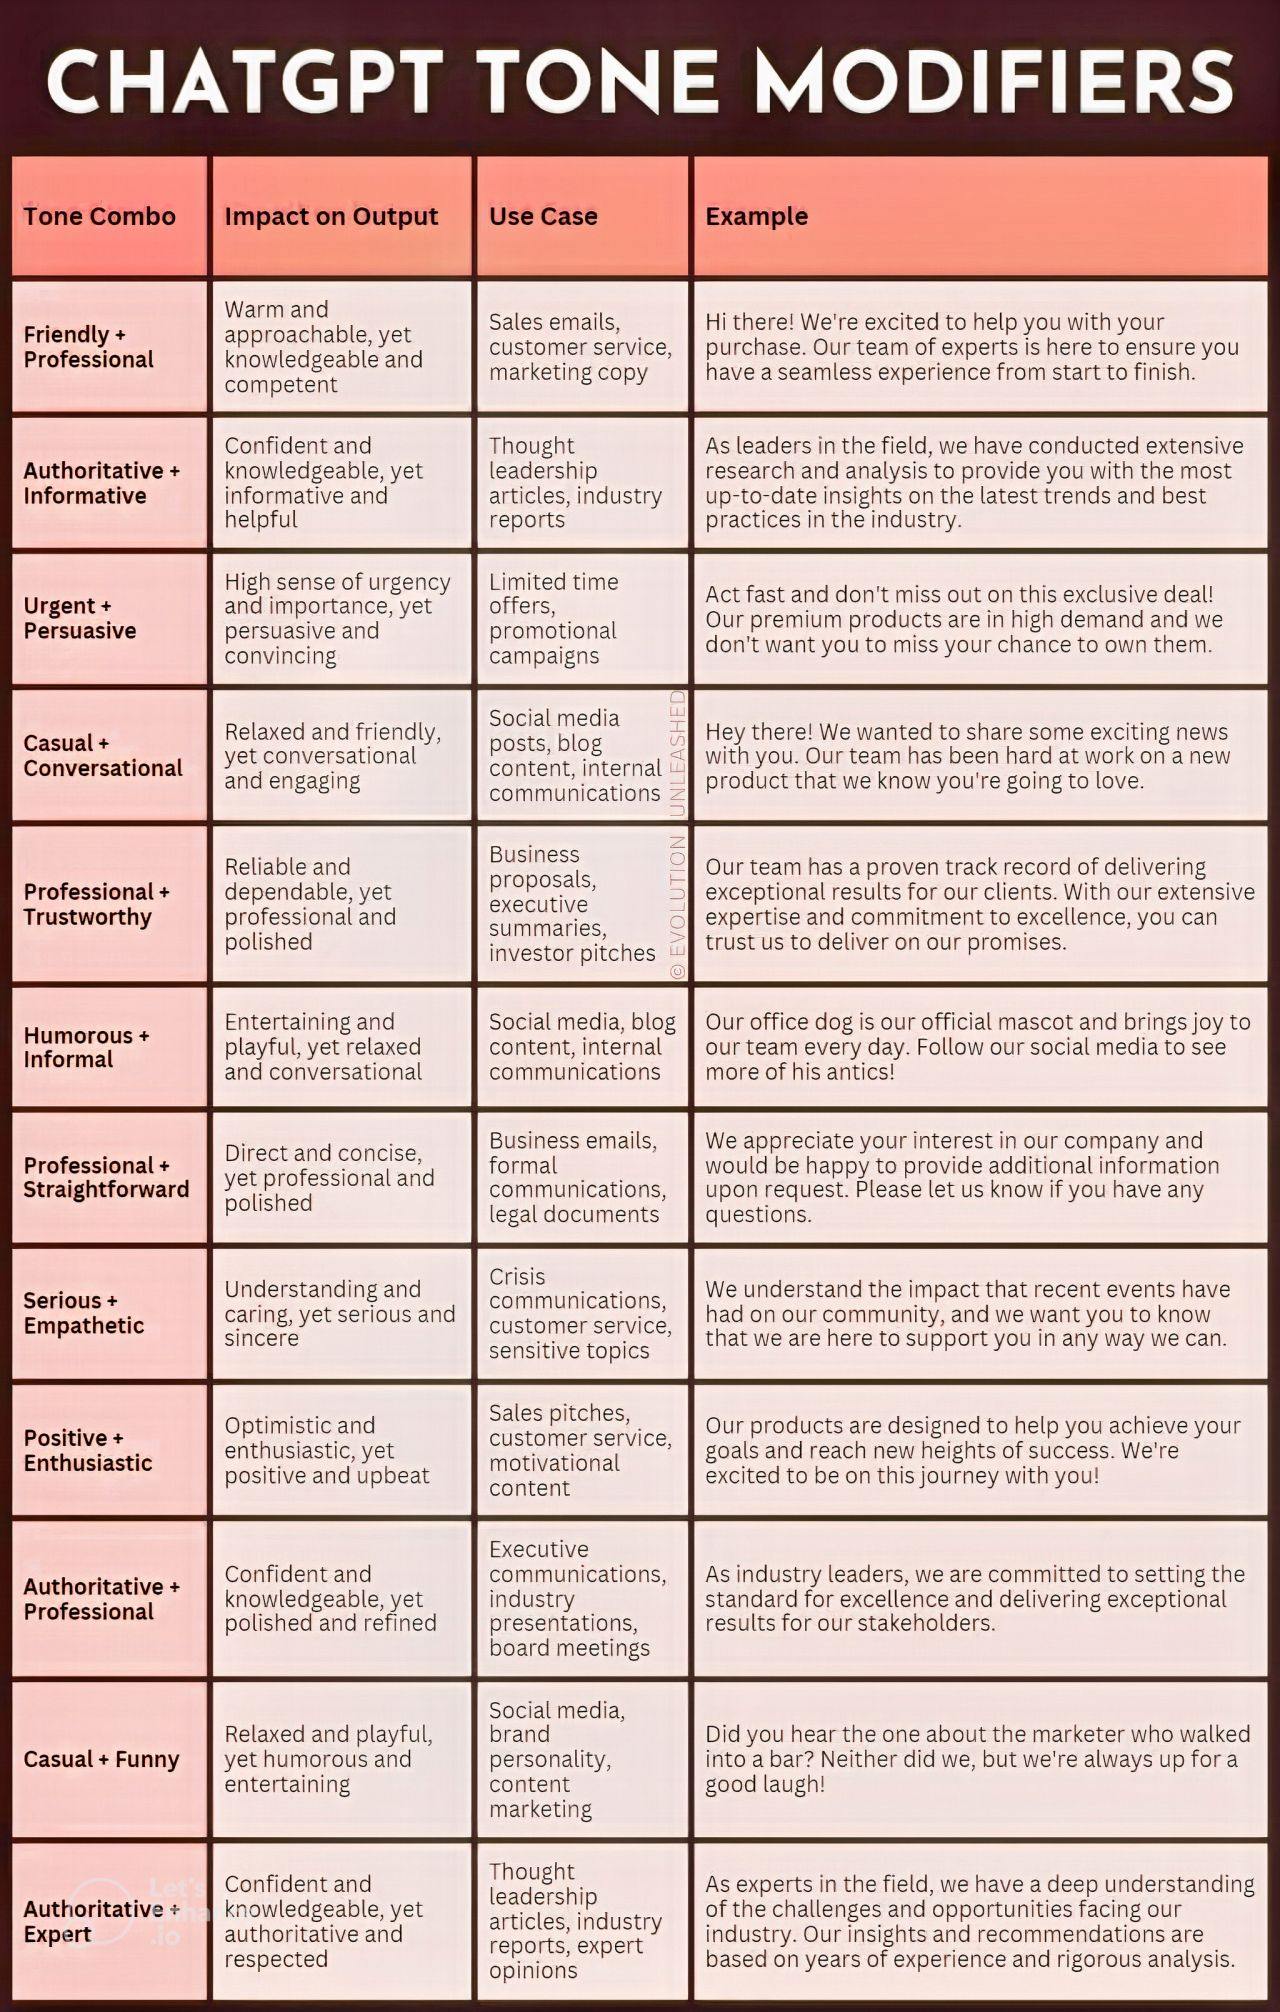 CHATGPT TONE MODIFIERS
Tone Combo
Impact on Output
Use Case
Example
Friendly +
Professional
Warm and
approachable, yet
knowledgeable and
competent
Sales emails,
customer service,
marketing copy
Hi there! We're excited to help you with your
purchase. Our team of experts is here to ensure you
have a seamless experience from start to finish.
Authoritative +
Informative
Confident and
knowledgeable, yet
informative and
helpful
Thought
leadership
articles, industry
reports
As leaders in the field, we have conducted extensive
research and analysis to provide you with the most
up-to-date insights on the latest trends and best
practices in the industry.
Urgent +
Persuasive
High sense of urgency
and importance, yet
persuasive and
convincing
Limited time
offers,
promotional
campaigns
Act fast and don't miss out on this exclusive deal!
Our premium products are in high demand and we
don't want you to miss your chance to own them.
Casual +
Conversational
Relaxed and friendly,
yet conversational
and engaging
Social media
posts, blog
content, internal
communications
Hey there! We wanted to share some exciting news
with you. Our team has been hard at work on a new
product that we know you're going to love.
© EVOLUTION UNLEASHED
Professional +
Trustworthy
Reliable and
dependable, yet
professional and
polished
Business
proposals,
executive
summaries,
investor pitches
Our team has a proven track record of delivering
exceptional results for our clients. With our extensive
expertise and commitment to excellence, you can
trust us to deliver on our promises.
Humorous +
Informal
Entertaining and
playful, yet relaxed
and conversational
Social media, blog
content, internal
communications
Our office dog is our official mascot and brings joy to
our team every day. Follow our social media to see
more of his antics!
Professional +
Straightforward
Direct and concise,
yet professional and
polished
Business emails,
formal
communications,
legal documents
We appreciate your interest in our company and
would be happy to provide additional information
upon request. Please let us know if you have any
questions.
Serious +
Empathetic
Understanding and
caring, yet serious and
sincere
Crisis
communications,
customer service,
sensitive topics
We understand the impact that recent events have
had on our community, and we want you to know
that we are here to support you in any way we can.
Positive +
Enthusiastic
Optimistic and
enthusiastic, yet
positive and upbeat
Sales pitches,
customer service,
motivational
content
Our products are designed to help you achieve your
goals and reach new heights of success. We're
excited to be on this journey with you!
Authoritative +
Professional
Confident and
knowledgeable, yet
polished and refined
Executive
communications,
industry
presentations,
board meetings
As industry leaders, we are committed to setting the
standard for excellence and delivering exceptional
results for our stakeholders.
Casual + Funny
Relaxed and playful,
yet humorous and
entertaining
Social media,
brand
personality,
content
marketing
Did you hear the one about the marketer who walked
into a bar? Neither did we, but we're always up for a
good laugh!
Authoritative +
Expert
Confident and
knowledgeable, yet
authoritative and
respected
Thought
leadership
articles, industry
reports, expert
opinions
As experts in the field, we have a deep understanding
of the challenges and opportunities facing our
industry. Our insights and recommendations are
based on years of experience and rigorous analysis.
Let's
.io